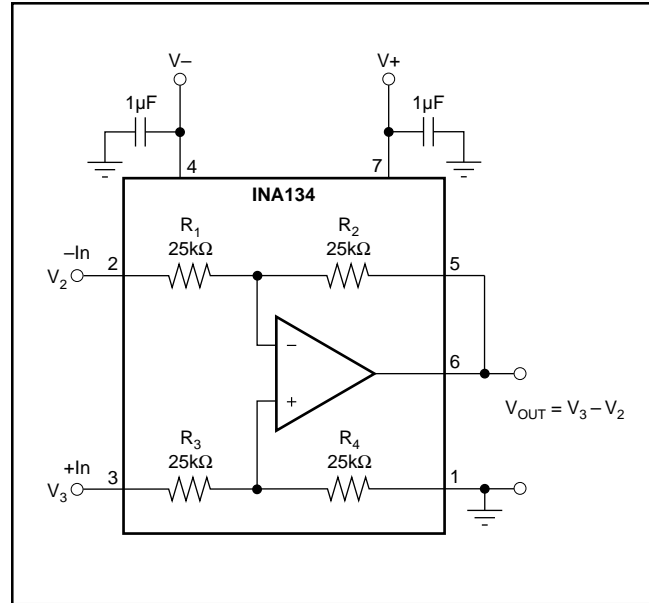 V–
V+
1µF
1µF
4
7
INA134
R1
R2
25kΩ
25kΩ
–In
2
5
V2
–
6
+
VOUT = V3 – V2
R3
R4
25kΩ
25kΩ
+In
3
1
V3